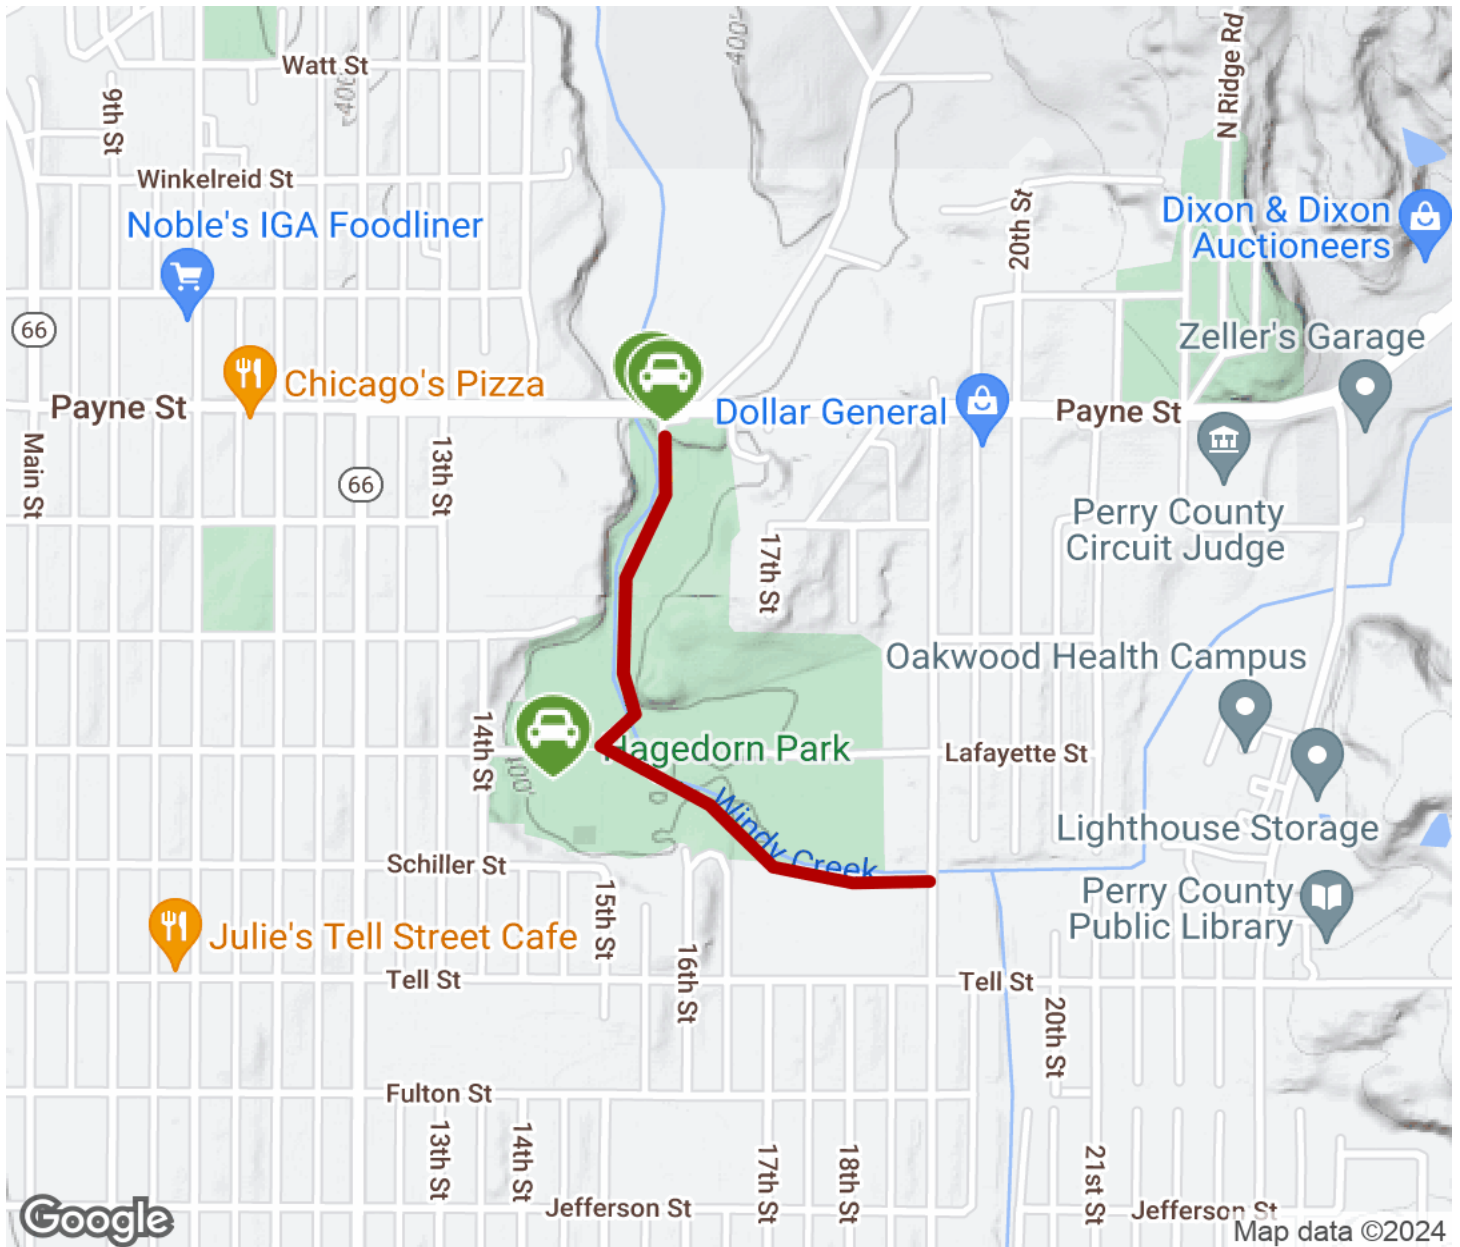 Watt St
400'
400'
N Ridge Rd
9th St
Winkelreid St
Noble's IGA Foodliner
20th St
Dixon & Dixon
Auctioneers
66
Zeller's Garage
Chicago's Pizza
Payne St
Dollar General
Payne St
Main St
13th St
66
Perry County
Circuit Judge
17th St
Oakwood Health Campus
14th St
400'
Hagedorn Park
Lafayette St
Windy Creek
Lighthouse Storage
Schiller St
15th St
Perry County
Public Library
Julie's Tell Street Cafe
16th St
Tell St
Tell St
20th St
Fulton St
13th St
14th St
17th St
18th St
21st St
Jefferson St
Jefferson St
Google
Map data ©2024